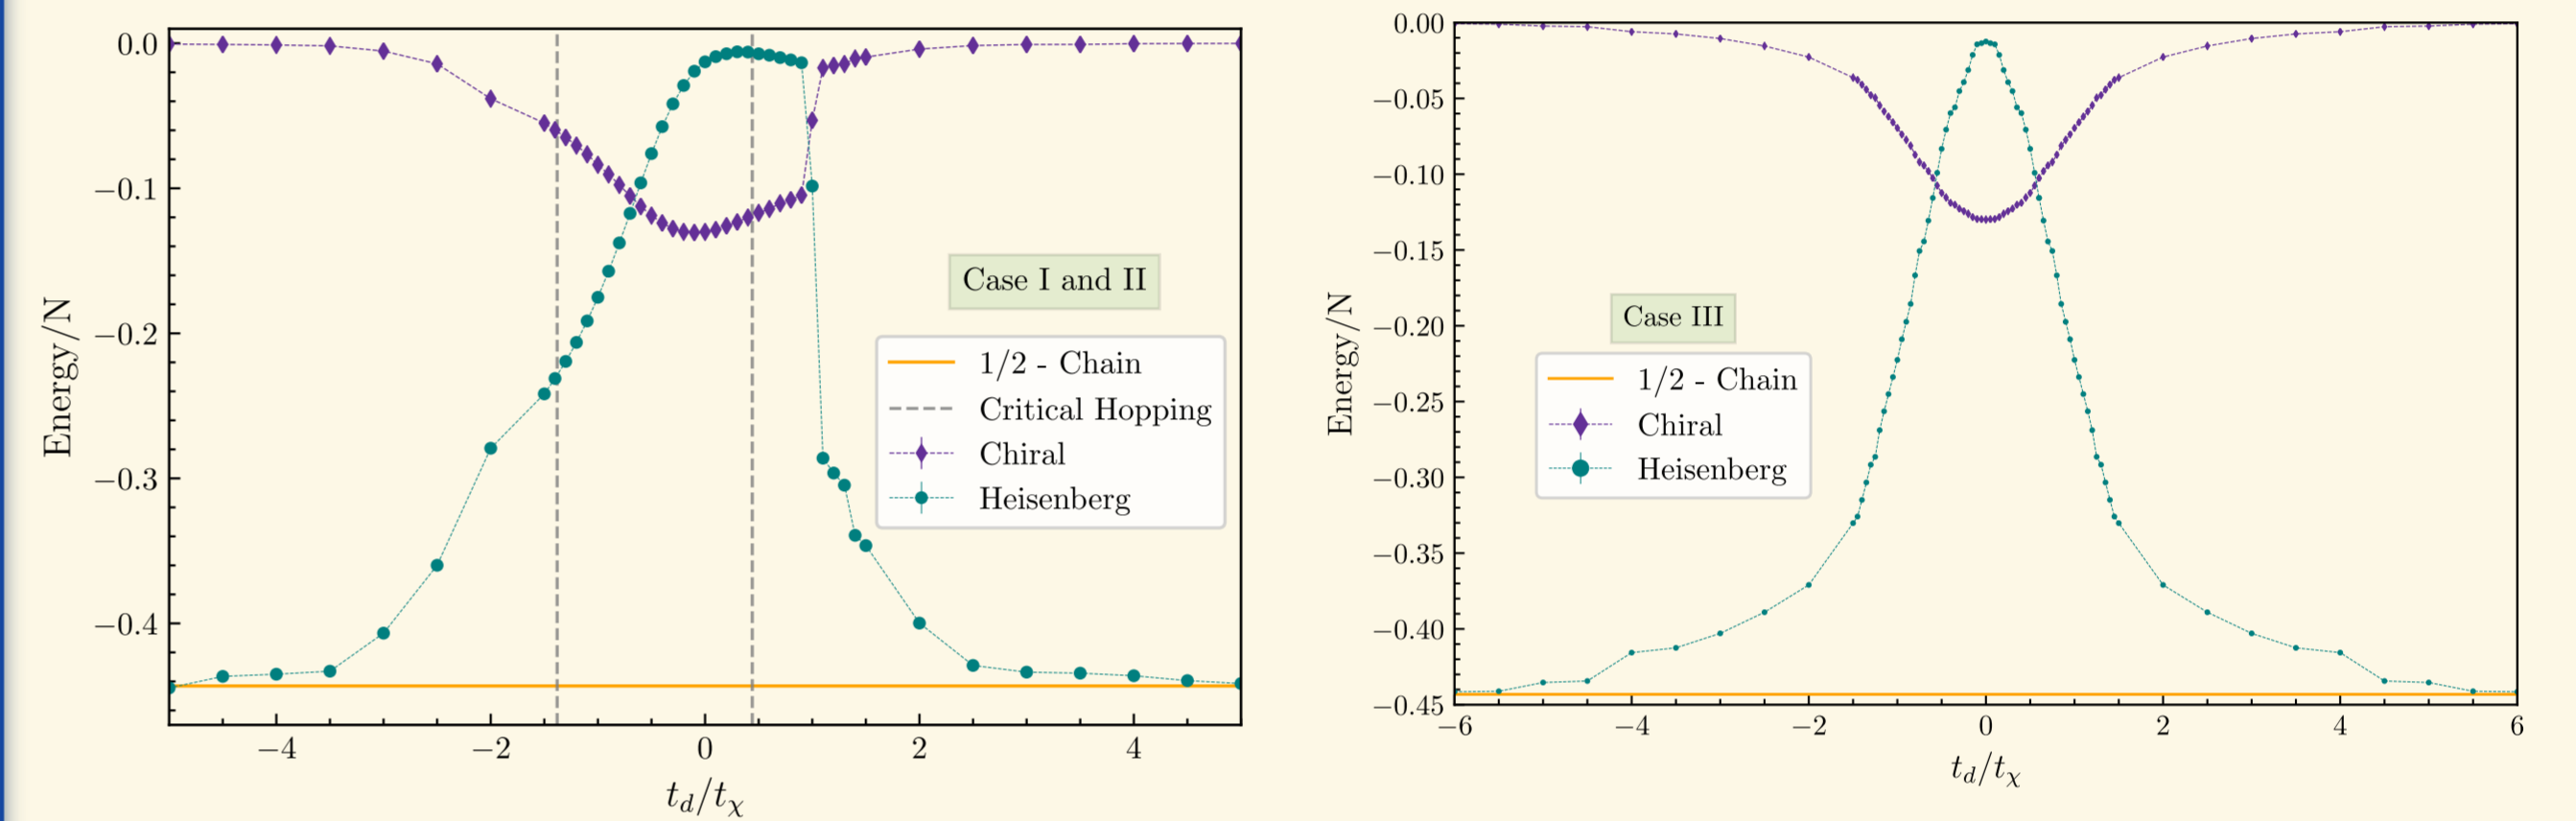 0.0
−0.1
−0.2
−0.3
−0.4
Energy/N
−4 −2 0 2 4
t_d/t_χ
Case I and II
1/2 - Chain
Critical Hopping
Chiral
Heisenberg
0.00
−0.05
−0.10
−0.15
−0.20
−0.25
−0.30
−0.35
−0.40
−0.45
Energy/N
−6 −4 −2 0 2 4 6
t_d/t_χ
Case III
1/2 - Chain
Chiral
Heisenberg